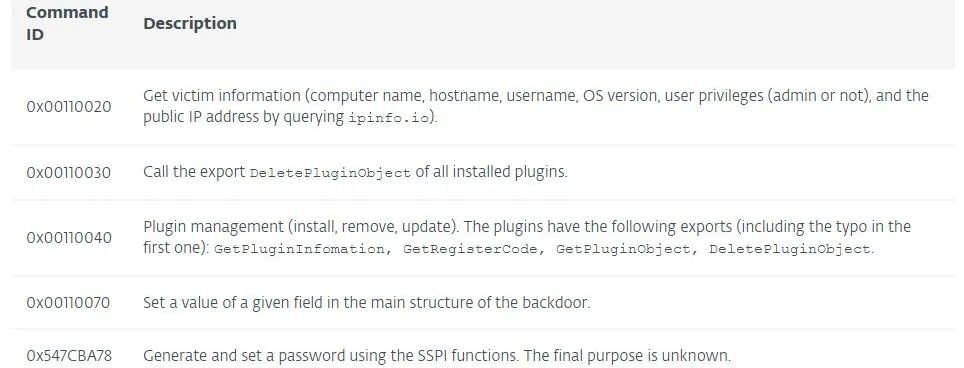 Command
ID
Description
0x00110020
Get victim information (computer name, hostname, username, OS version, user privileges (admin or not), and the
public IP address by querying ipinfo.io).
0x00110030
Call the export DeletePluginObject of all installed plugins.
0x00110040
Plugin management (install, remove, update). The plugins have the following exports (including the typo in the
first one): GetPluginInfomation, GetRegisterCode, GetPluginObject, DeletePluginObject.
0x00110070
Set a value of a given field in the main structure of the backdoor.
0x547CBA78
Generate and set a password using the SSPI functions. The final purpose is unknown.